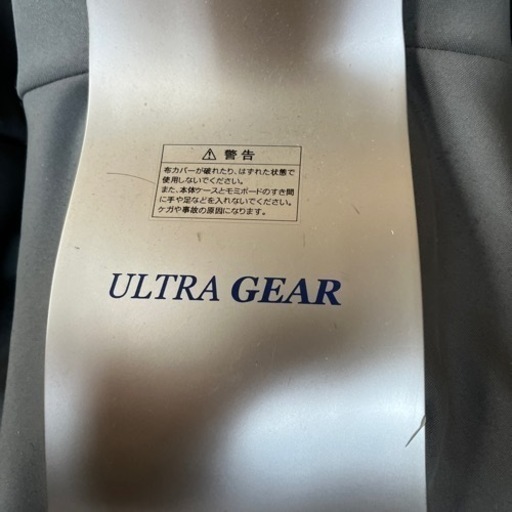 ⚠ 警告
布カバーが破れたり、はずれた状態で
使用しないでください。
また、本体ケースとモミボードのすき間
に手や足などを入れないでください。
ケガや事故の原因になります。
ULTRA GEAR